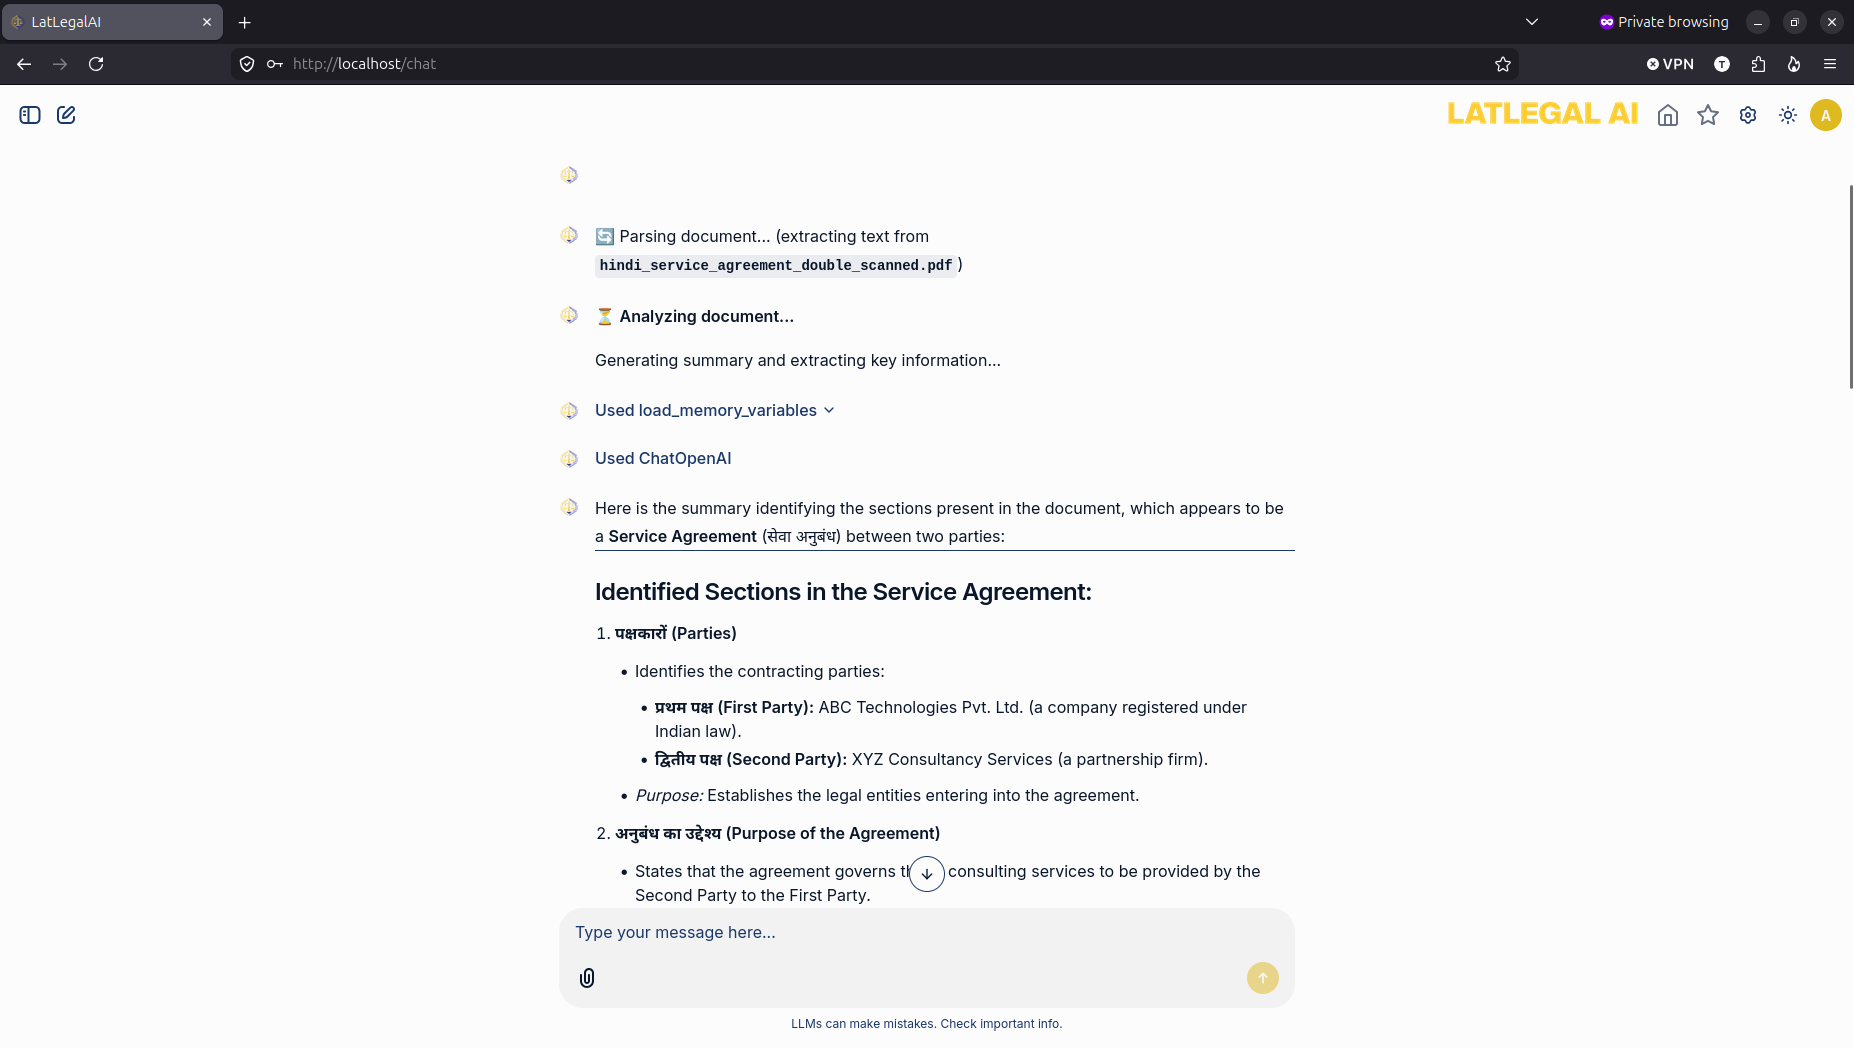 LatLegalAI
Private browsing
http://localhost/chat
VPN
T
LATLEGAL AI
A
Parsing document... (extracting text from
hindi_service_agreement_double_scanned.pdf)
Analyzing document...
Generating summary and extracting key information...
Used load_memory_variables
Used ChatOpenAI
Here is the summary identifying the sections present in the document, which appears to be
a Service Agreement (सेवा अनुबंध) between two parties:
Identified Sections in the Service Agreement:
1. पक्षकारों (Parties)
• Identifies the contracting parties:
• प्रथम पक्ष (First Party): ABC Technologies Pvt. Ltd. (a company registered under
Indian law).
• द्वितीय पक्ष (Second Party): XYZ Consultancy Services (a partnership firm).
• Purpose: Establishes the legal entities entering into the agreement.
2. अनुबंध का उद्देश्य (Purpose of the Agreement)
• States that the agreement governs consulting services to be provided by the
Second Party to the First Party.
Type your message here...
LLMs can make mistakes. Check important info.